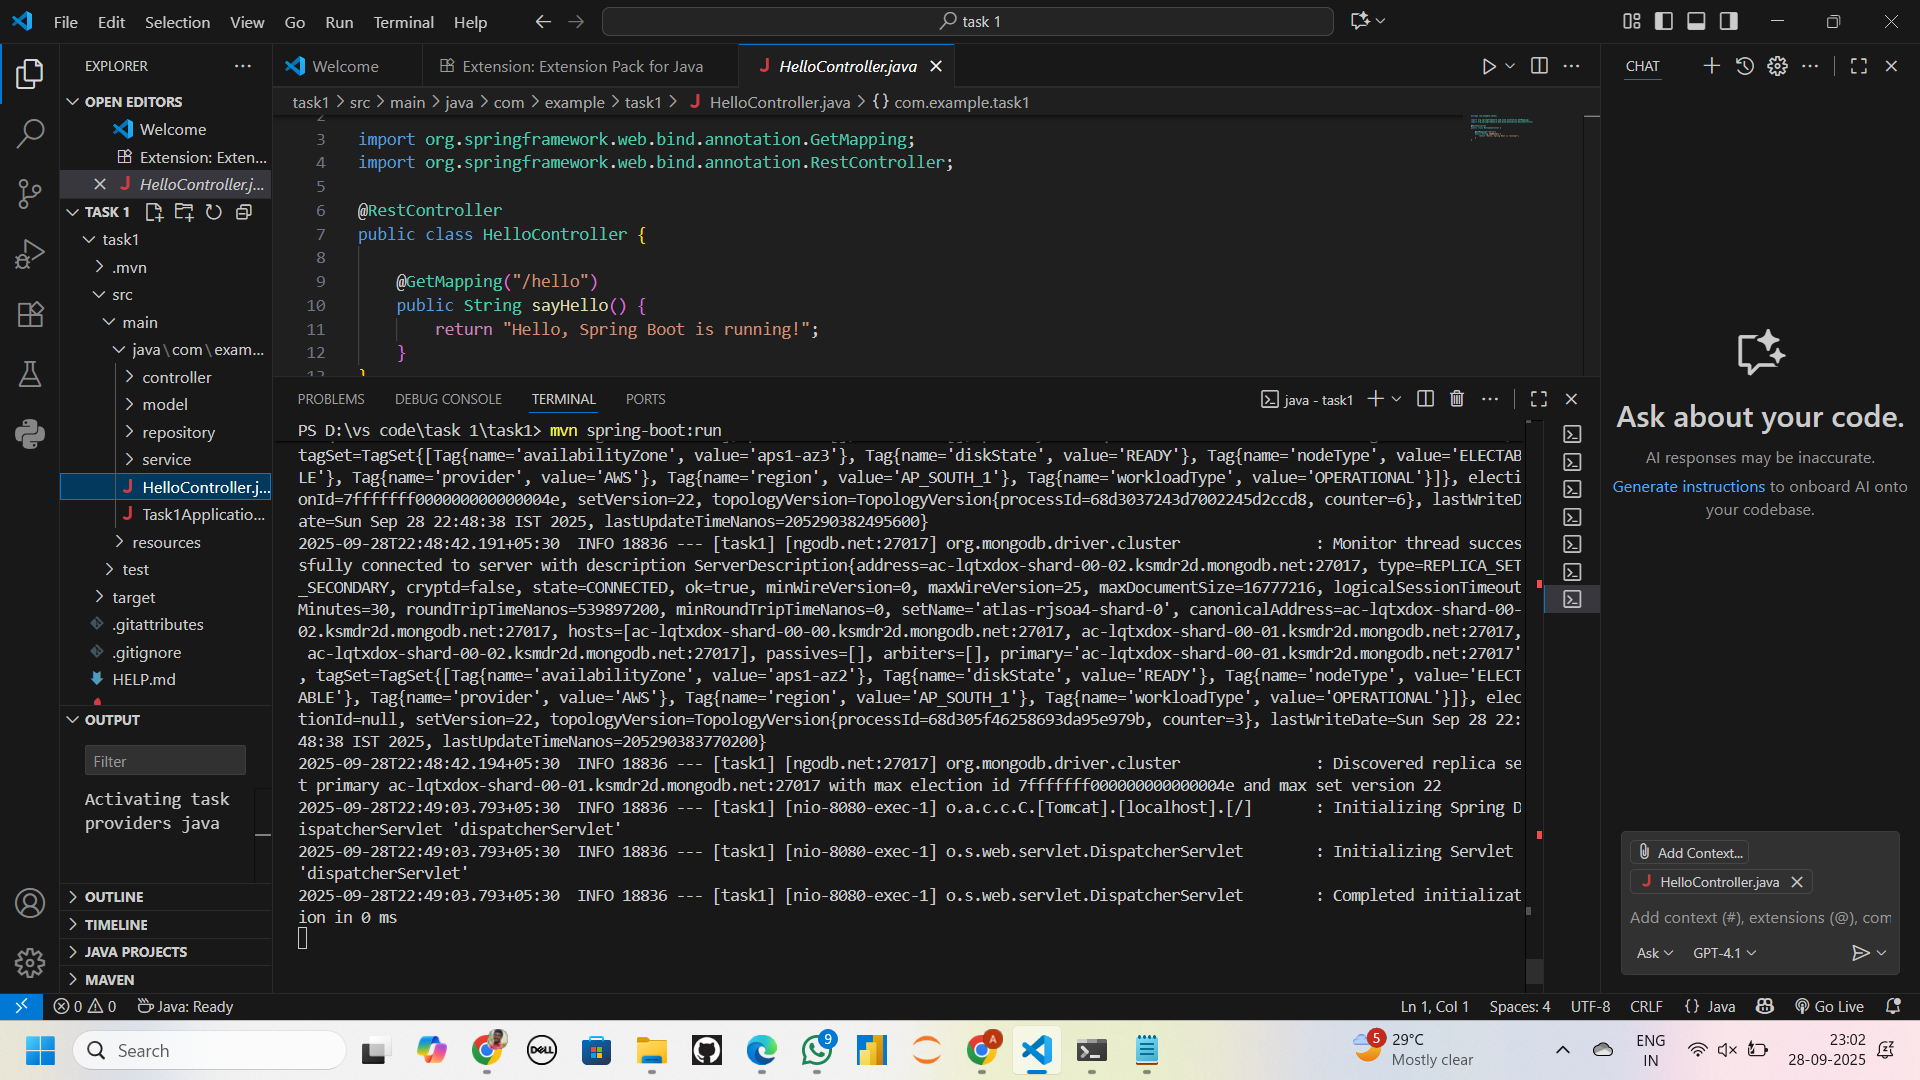 File Edit Selection View Go Run Terminal Help
task 1
EXPLORER
OPEN EDITORS
Welcome
Extension: Exten...
HelloController.j...
TASK 1
task1
.mvn
src
main
java\com\exam...
controller
model
repository
service
HelloController.j...
Task1Applicatio...
resources
test
target
.gitattributes
.gitignore
HELP.md
OUTPUT
Filter
Activating task
providers java
OUTLINE
TIMELINE
JAVA PROJECTS
MAVEN
Welcome
Extension: Extension Pack for Java
HelloController.java
task1 > src > main > java > com > example > task1 > HelloController.java > {} com.example.task1
2
3 import org.springframework.web.bind.annotation.GetMapping;
4 import org.springframework.web.bind.annotation.RestController;
5
6 @RestController
7 public class HelloController {
8
9 @GetMapping("/hello")
10 public String sayHello() {
11 return "Hello, Spring Boot is running!";
12 }
13 }
PROBLEMS DEBUG CONSOLE TERMINAL PORTS
java - task1
PS D:\vs code\task 1\task1> mvn spring-boot:run
tagSet=TagSet{[Tag{name='availabilityZone', value='aps1-az3'}, Tag{name='diskState', value='READY'}, Tag{name='nodeType', value='ELECTAB
LE'}, Tag{name='provider', value='AWS'}, Tag{name='region', value='AP_SOUTH_1'}, Tag{name='workloadType', value='OPERATIONAL'}]}, electi
onId=7fffffff000000000000004e, setVersion=22, topologyVersion=TopologyVersion{processId=68d3037243d7002245d2ccd8, counter=6}, lastWriteD
ate=Sun Sep 28 22:48:38 IST 2025, lastUpdateTimeNanos=205290382495600}
2025-09-28T22:48:42.191+05:30 INFO 18836 --- [task1] [ngodb.net:27017] org.mongodb.driver.cluster : Monitor thread succes
sfully connected to server with description ServerDescription{address=ac-lqtxdox-shard-00-02.ksmdr2d.mongodb.net:27017, type=REPLICA_SET
_SECONDARY, cryptd=false, state=CONNECTED, ok=true, minWireVersion=0, maxWireVersion=25, maxDocumentSize=16777216, logicalSessionTimeout
Minutes=30, roundTripTimeNanos=539897200, minRoundTripTimeNanos=0, setName='atlas-rjsoa4-shard-0', canonicalAddress=ac-lqtxdox-shard-00-
02.ksmdr2d.mongodb.net:27017, hosts=[ac-lqtxdox-shard-00-00.ksmdr2d.mongodb.net:27017, ac-lqtxdox-shard-00-01.ksmdr2d.mongodb.net:27017,
ac-lqtxdox-shard-00-02.ksmdr2d.mongodb.net:27017], passives=[], arbiters=[], primary='ac-lqtxdox-shard-00-01.ksmdr2d.mongodb.net:27017'
, tagSet=TagSet{[Tag{name='availabilityZone', value='aps1-az2'}, Tag{name='diskState', value='READY'}, Tag{name='nodeType', value='ELECT
ABLE'}, Tag{name='provider', value='AWS'}, Tag{name='region', value='AP_SOUTH_1'}, Tag{name='workloadType', value='OPERATIONAL'}]}, elec
tionId=null, setVersion=22, topologyVersion=TopologyVersion{processId=68d305f46258693da95e979b, counter=3}, lastWriteDate=Sun Sep 28 22:
48:38 IST 2025, lastUpdateTimeNanos=205290383770200}
2025-09-28T22:48:42.194+05:30 INFO 18836 --- [task1] [ngodb.net:27017] org.mongodb.driver.cluster : Discovered replica se
t primary ac-lqtxdox-shard-00-01.ksmdr2d.mongodb.net:27017 with max election id 7fffffff000000000000004e and max set version 22
2025-09-28T22:49:03.793+05:30 INFO 18836 --- [task1] [nio-8080-exec-1] o.a.c.c.C.[Tomcat].[localhost].[/] : Initializing Spring D
ispatcherServlet 'dispatcherServlet'
2025-09-28T22:49:03.793+05:30 INFO 18836 --- [task1] [nio-8080-exec-1] o.s.web.servlet.DispatcherServlet : Initializing Servlet
'dispatcherServlet'
2025-09-28T22:49:03.793+05:30 INFO 18836 --- [task1] [nio-8080-exec-1] o.s.web.servlet.DispatcherServlet : Completed initializat
ion in 0 ms
CHAT
Ask about your code.
AI responses may be inaccurate.
Generate instructions to onboard AI onto
your codebase.
Add Context...
HelloController.java
Add context (#), extensions (@), com
Ask GPT-4.1
0 0 Java: Ready
Ln 1, Col 1 Spaces: 4 UTF-8 CRLF {} Java Go Live
Search
DELL
9
A
5
29°C
Mostly clear
ENG
IN
23:02
28-09-2025